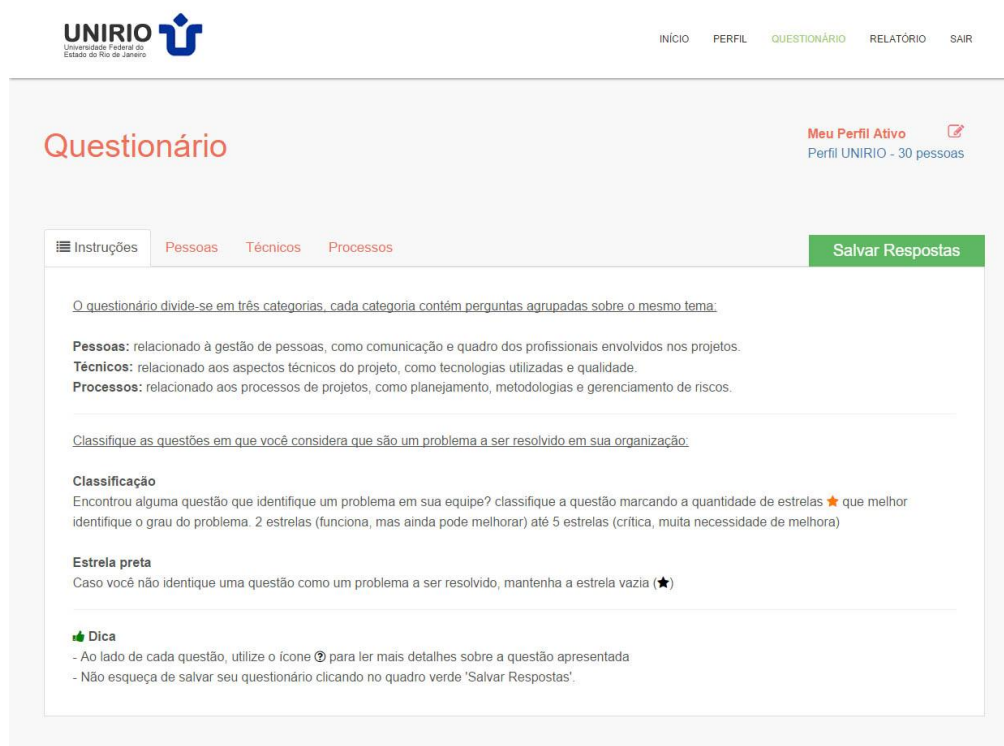 UNIRIO
Universidade Federal do
Estado do Rio de Janeiro
INÍCIO PERFIL QUESTIONÁRIO RELATÓRIO SAIR
Questionário
Meu Perfil Ativo
Perfil UNIRIO - 30 pessoas
Instruções Pessoas Técnicos Processos
Salvar Respostas
O questionário divide-se em três categorias, cada categoria contém perguntas agrupadas sobre o mesmo tema:
Pessoas: relacionado à gestão de pessoas, como comunicação e quadro dos profissionais envolvidos nos projetos.
Técnicos: relacionado aos aspectos técnicos do projeto, como tecnologias utilizadas e qualidade.
Processos: relacionado aos processos de projetos, como planejamento, metodologias e gerenciamento de riscos.
Classifique as questões em que você considera que são um problema a ser resolvido em sua organização:
Classificação
Encontrou alguma questão que identifique um problema em sua equipe? classifique a questão marcando a quantidade de estrelas ★ que melhor
identifique o grau do problema. 2 estrelas (funciona, mas ainda pode melhorar) até 5 estrelas (crítica, muita necessidade de melhora)
Estrela preta
Caso você não identique uma questão como um problema a ser resolvido, mantenha a estrela vazia (★)
Dica
- Ao lado de cada questão, utilize o ícone ? para ler mais detalhes sobre a questão apresentada
- Não esqueça de salvar seu questionário clicando no quadro verde 'Salvar Respostas'.